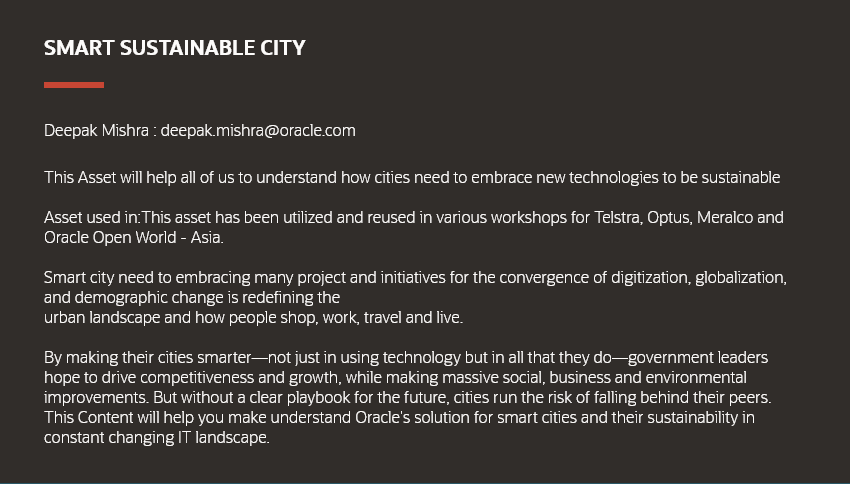 SMART SUSTAINABLE CITY
Deepak Mishra : deepak.mishra@oracle.com
This Asset will help all of us to understand how cities need to embrace new technologies to be sustainable
Asset used in:This asset has been utilized and reused in various workshops for Telstra, Optus, Meralco and
Oracle Open World - Asia.
Smart city need to embracing many project and initiatives for the convergence of digitization, globalization,
and demographic change is redefining the
urban landscape and how people shop, work, travel and live.
By making their cities smarter—not just in using technology but in all that they do—government leaders
hope to drive competitiveness and growth, while making massive social, business and environmental
improvements. But without a clear playbook for the future, cities run the risk of falling behind their peers.
This Content will help you make understand Oracle's solution for smart cities and their sustainability in
constant changing IT landscape.